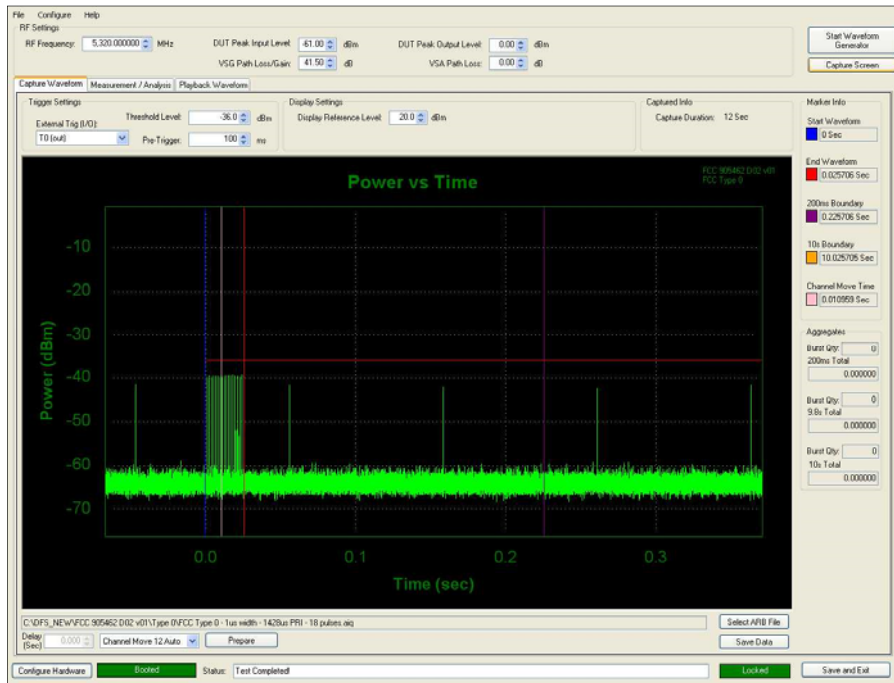 File Configure Help
RF Settings
RF Frequency: 5,320.000000 MHz DUT Peak Input Level: -61.00 dBm DUT Peak Output Level: 0.00 dBm
VSG Path Loss/Gain: 41.50 dB VSA Path Loss: 0.00 dB
Start Waveform Generator
Capture Screen
Capture Waveform Measurement / Analysis Playback Waveform
Trigger Settings
External Trig (I/O):
T0 (out)
Threshold Level: -36.0 dBm
Pre-Trigger: 100 ms
Display Settings
Display Reference Level: 20.0 dBm
Captured Info
Capture Duration: 12 Sec
Marker Info
Start Waveform
0 Sec
End Waveform
0.025706 Sec
200ms Boundary
0.225706 Sec
10s Boundary
10.025705 Sec
Channel Move Time
0.010959 Sec
Aggregates
Burst Qty: 0
200ms Total
0.000000
Burst Qty: 0
9.8s Total
0.000000
Burst Qty: 0
10s Total
0.000000
Power vs Time
FCC 905462 D02 v01
FCC Type 0
Power (dBm)
-10
-20
-30
-40
-50
-60
-70
0.0 0.1 0.2 0.3
Time (sec)
C:\DFS_NEW\FCC 905462 D02 v01\Type 0\FCC Type 0 - 1us width - 1428us PRI - 18 pulses.aiq
Select ARB File
Delay (Sec) 0.000 Channel Move 12 Auto Prepare
Save Data
Configure Hardware Booted Status: Test Completed! Locked Save and Exit